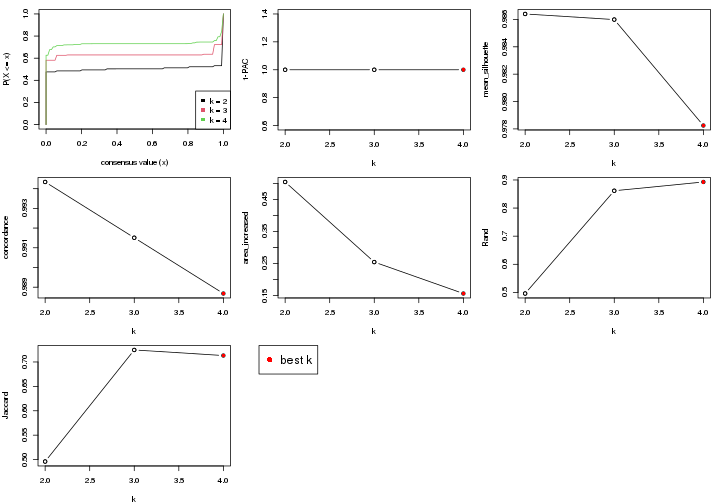 P(X <= x)
0.0 0.2 0.4 0.6 0.8 1.0
k = 2
k = 3
k = 4
0.0 0.2 0.4 0.6 0.8 1.0
consensus value (x)
1-PAC
0.6 0.8 1.0 1.2 1.4
2.0 2.5 3.0 3.5 4.0
k
mean_silhouette
0.978 0.980 0.982 0.984 0.986
2.0 2.5 3.0 3.5 4.0
k
concordance
0.989 0.991 0.993
2.0 2.5 3.0 3.5 4.0
k
area_increased
0.15 0.25 0.35 0.45
2.0 2.5 3.0 3.5 4.0
k
Rand
0.5 0.6 0.7 0.8 0.9
2.0 2.5 3.0 3.5 4.0
k
Jaccard
0.50 0.55 0.60 0.65 0.70
2.0 2.5 3.0 3.5 4.0
k
best k